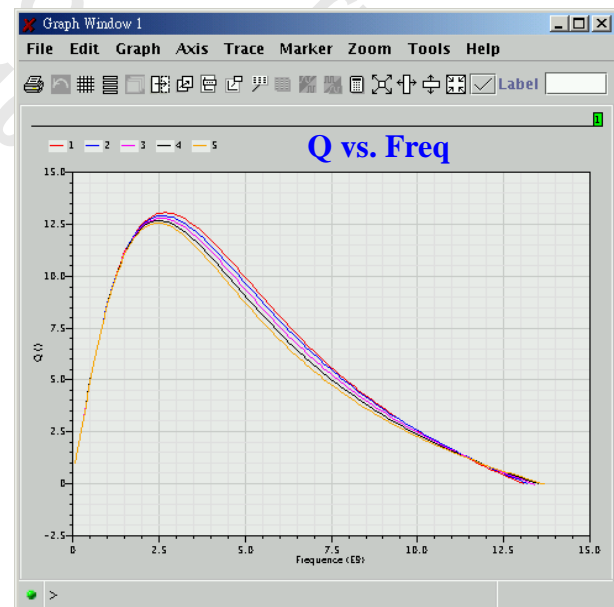 Graph Window 1
File Edit Graph Axis Trace Marker Zoom Tools Help
Label
1
1 2 3 4 5
Q vs. Freq
15.0
12.5
10.0
7.5
5.0
2.5
0
-2.5
Q ()
0 2.5 5.0 7.5 10.0 12.5 15.0
Frequence (E9)
>